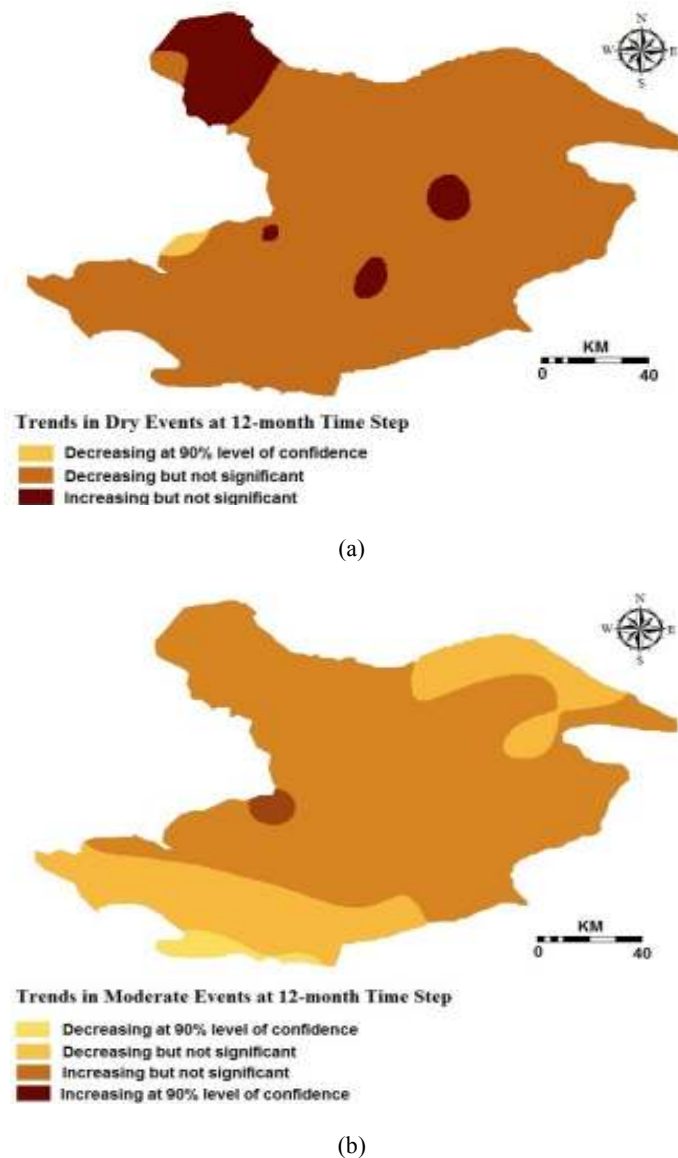 N
W E
S
KM
0 40
Trends in Dry Events at 12-month Time Step
Decreasing at 90% level of confidence
Decreasing but not significant
Increasing but not significant
(a)
N
W E
S
KM
0 40
Trends in Moderate Events at 12-month Time Step
Decreasing at 90% level of confidence
Decreasing but not significant
Increasing but not significant
Increasing at 90% level of confidence
(b)